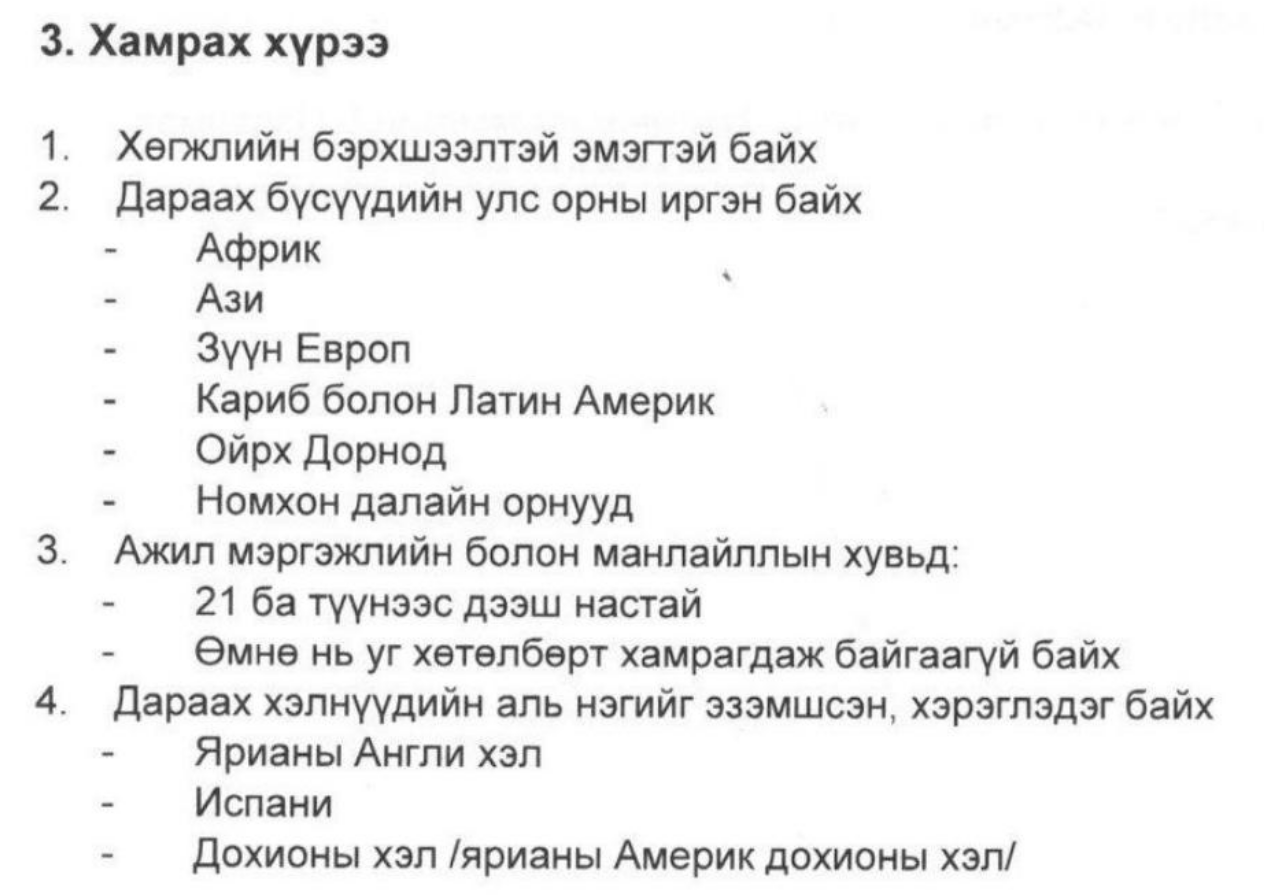 3. Хамрах хүрээ
1. Хөгжлийн бэрхшээлтэй эмэгтэй байх
2. Дараах бүсүүдийн улс орны иргэн байх
- Африк
- Ази
- Зүүн Европ
- Кариб болон Латин Америк
- Ойрх Дорнод
- Номхон далайн орнууд
3. Ажил мэргэжлийн болон манлайллын хувьд:
- 21 ба түүнээс дээш настай
- Өмнө нь уг хөтөлбөрт хамрагдаж байгаагүй байх
4. Дараах хэлнүүдийн аль нэгийг эзэмшсэн, хэрэглэдэг байх
- Ярианы Англи хэл
- Испани
- Дохионы хэл /ярианы Америк дохионы хэл/